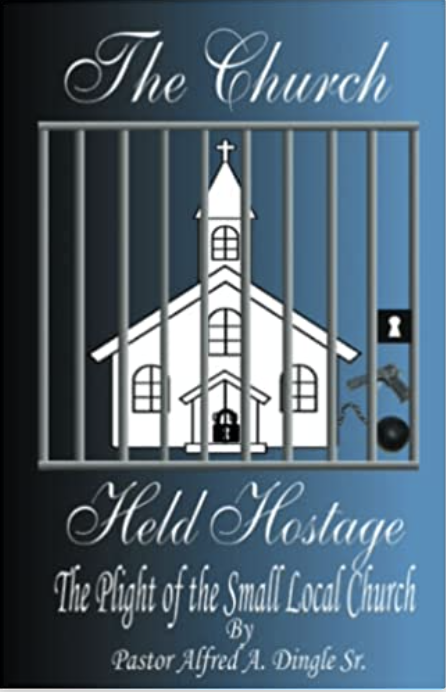 The Church
Held Hostage
The Plight of the Small Local Church
By
Pastor Alfred A. Dingle Sr.